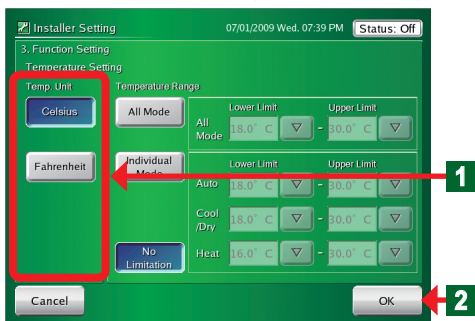 Installer Setting 07/01/2009 Wed. 07:39 PM Status: Off
3. Function Setting
Temperature Setting
Temp. Unit Temperature Range
Celsius All Mode
Lower Limit Upper Limit
All Mode 18.0° C - 30.0° C
Fahrenheit Individual Mode
Lower Limit Upper Limit
Auto 18.0° C - 30.0° C
1
Cool /Dry 18.0° C - 30.0° C
No Limitation
Heat 16.0° C - 30.0° C
Cancel OK
2